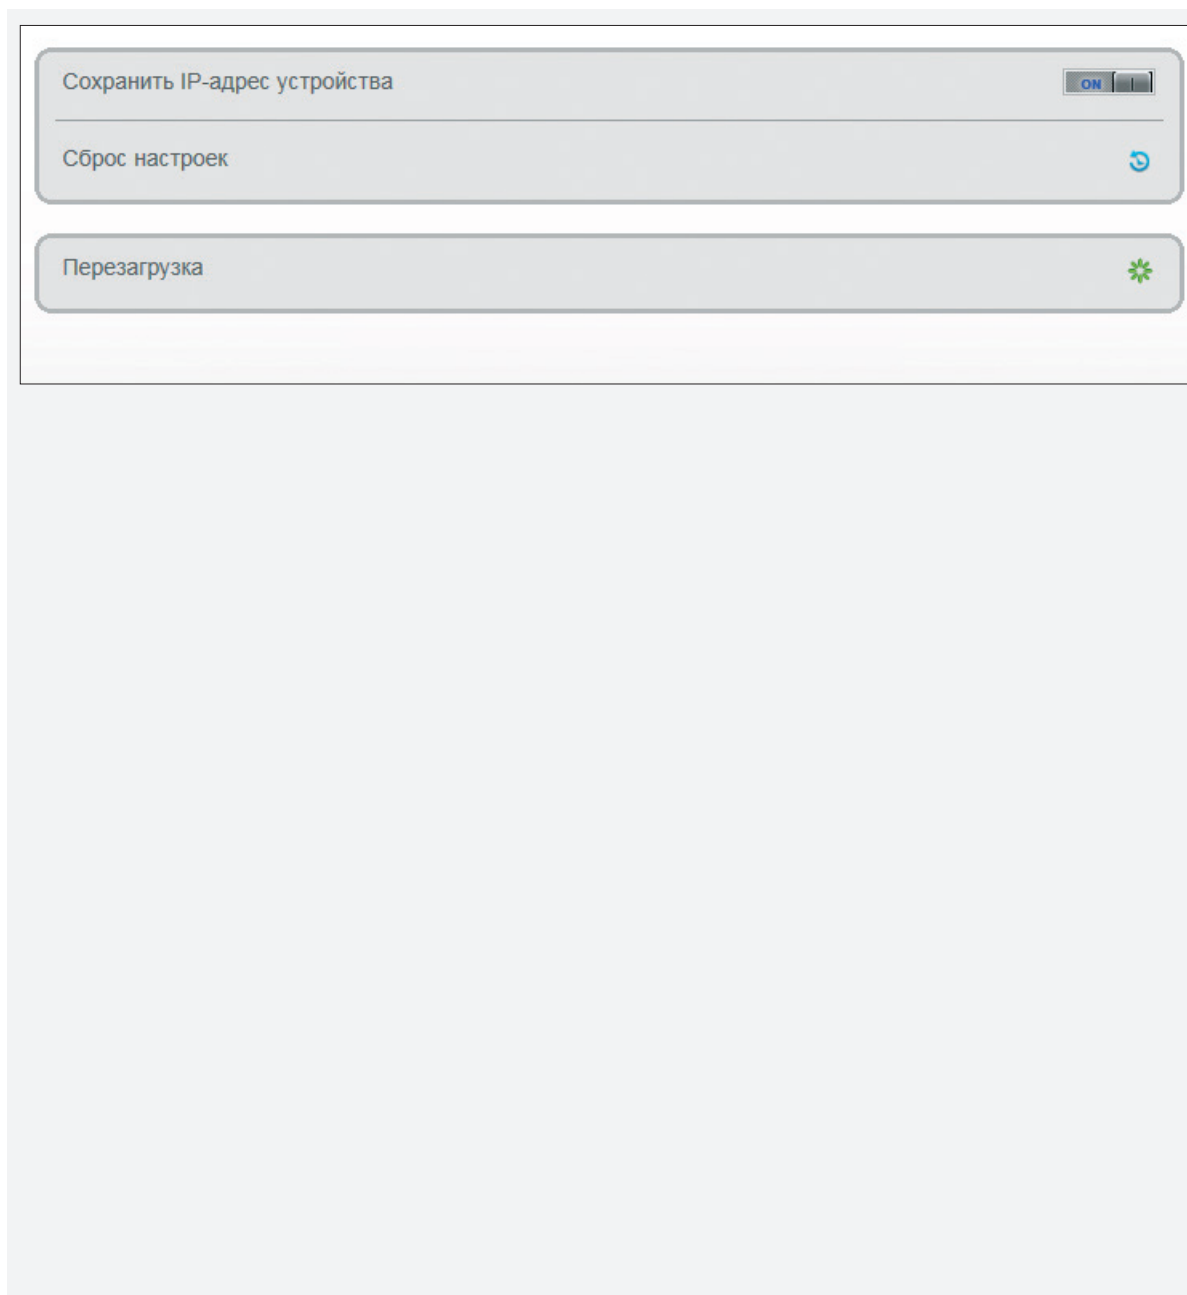 Сохранить IP-адрес устройства
ON
Сброс настроек
Перезагрузка